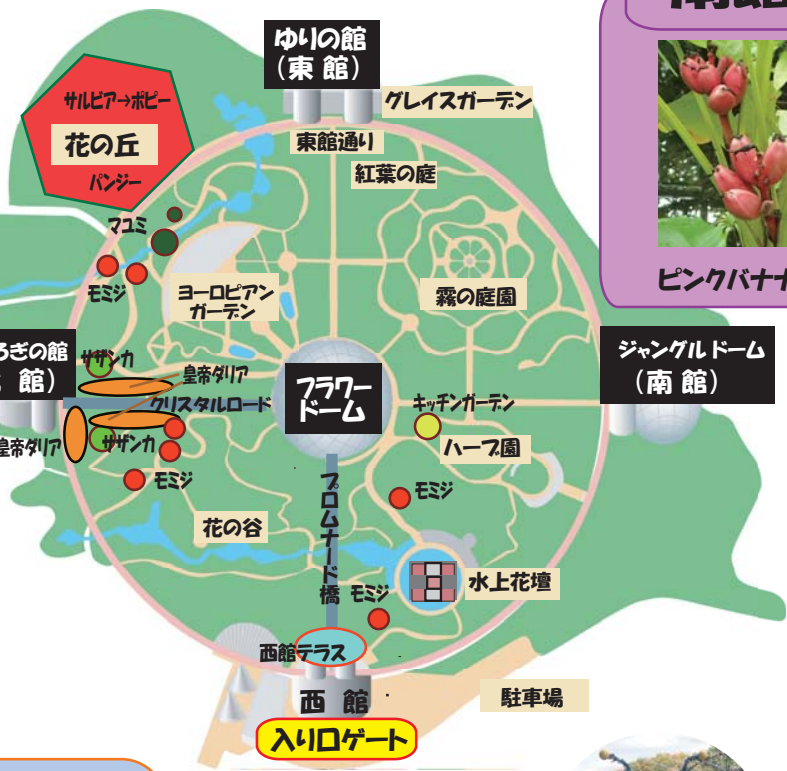 ゆりの館
(東 館)
グレイスガーデン
サルビア→ポピー
花の丘
パンジー
東館通り
紅葉の庭
マユミ
モミジ
ヨーロピアン
ガーデン
霧の庭園
ピンクバナナ
ろぎの館
館)
サザンカ
皇帝ダリア
クリスタルロード
フラワー
ドーム
キッチンガーデン
ジャングルドーム
(南 館)
皇帝ダリア
サザンカ
ハーブ園
モミジ
モミジ
花の谷
プロムナード橋
水上花壇
モミジ
西館テラス
西 館
駐車場
入り口ゲート